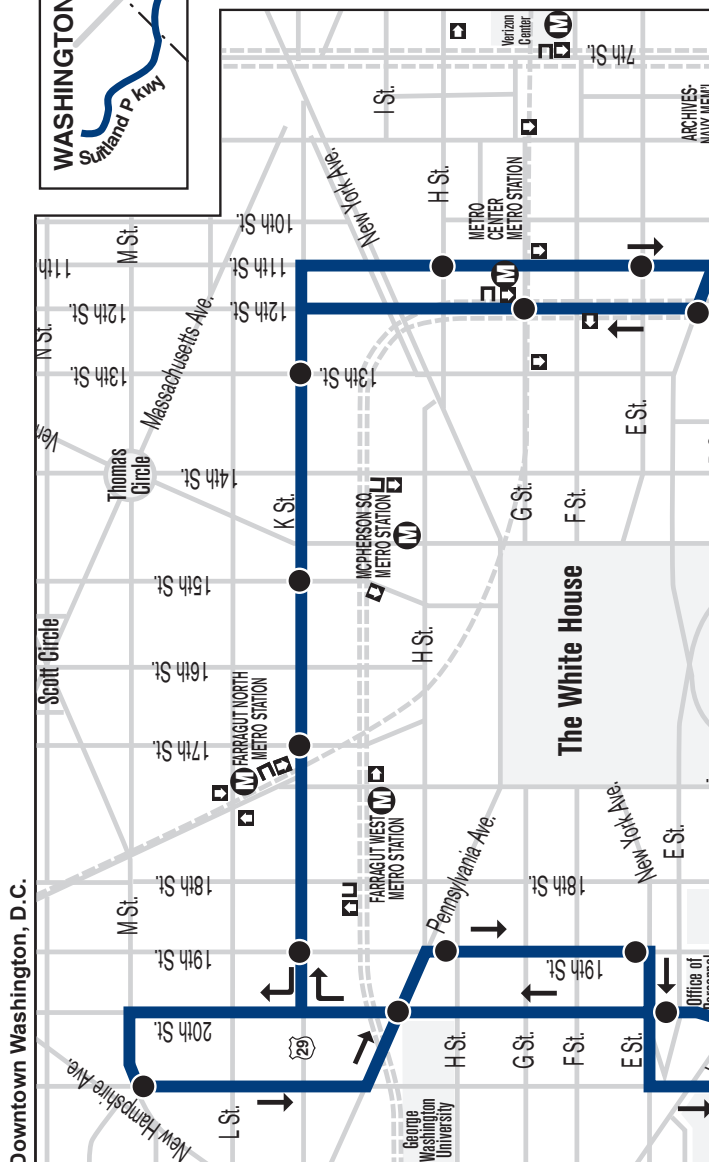 WASHINGTON
Suitland Pkwy
Downtown Washington, D.C.
Verizon
Center
M
7th St.
I St.
ARCHIVES-
New York Ave.
H St.
METRO
CENTER
METRO STATION
M
10th St.
11th St.
12th St.
11th
M St.
12th St.
N St.
13th St.
Massachusetts Ave.
13th St.
E St.
Thomas
Circle
14th St.
K St.
MCPHERSON SQ.
METRO STATION
M
G St.
F St.
15th St.
Scott Circle
16th St.
H St.
The White House
17th St.
FARRAGUT NORTH
METRO STATION
M
FARRAGUT WEST
METRO STATION
M
Pennsylvania Ave.
New York Ave.
E St.
18th St.
18th St.
M St.
19th St.
19th St.
Office of
20th St.
29
New Hampshire Ave.
L St.
H St.
G St.
F St.
E St.
George
Washington
University